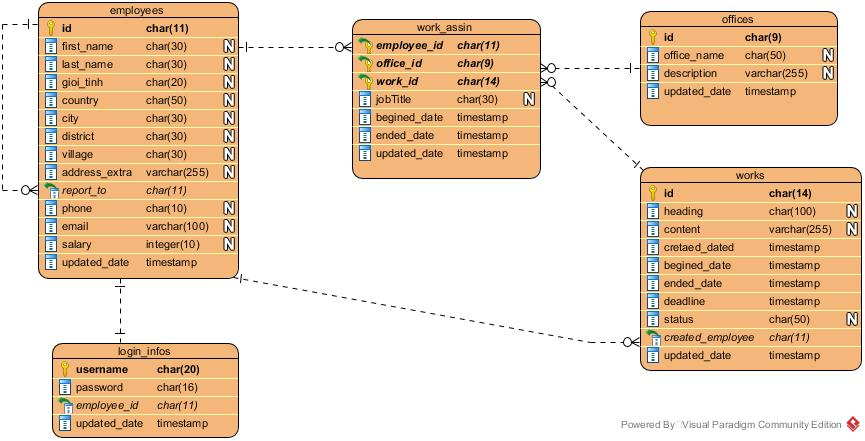 employees
id char(11)
first_name char(30) N
last_name char(30) N
gioi_tinh char(20) N
country char(50) N
city char(30) N
district char(30) N
village char(30) N
address_extra varchar(255) N
report_to char(11)
phone char(10) N
email varchar(100) N
salary integer(10) N
updated_date timestamp
work_assin
employee_id char(11)
office_id char(9)
work_id char(14)
jobTitle char(30) N
begined_date timestamp
ended_date timestamp
updated_date timestamp
offices
id char(9)
office_name char(50) N
description varchar(255) N
updated_date timestamp
works
id char(14)
heading char(100) N
content varchar(255) N
cretaed_dated timestamp
begined_date timestamp
ended_date timestamp
deadline timestamp
status char(50) N
created_employee char(11)
updated_date timestamp
login_infos
username char(20)
password char(16)
employee_id char(11)
updated_date timestamp
Powered By Visual Paradigm Community Edition